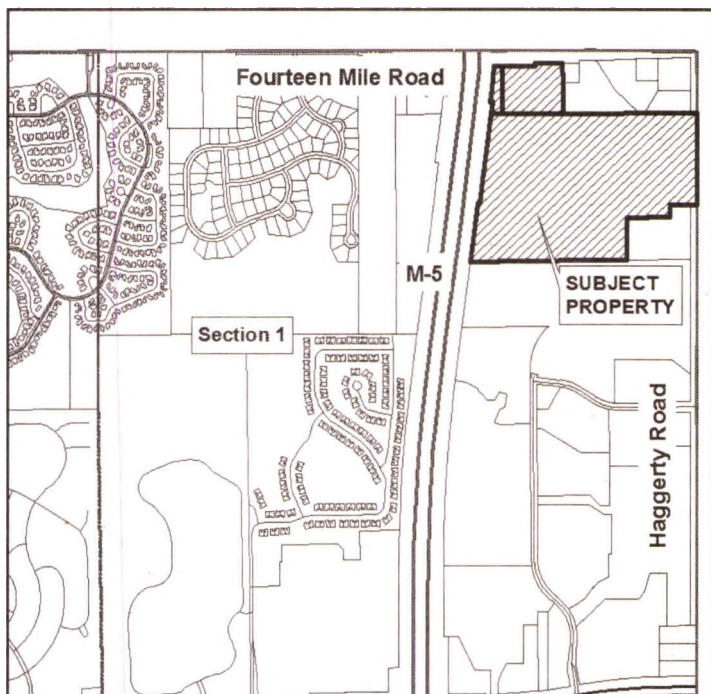 Fourteen Mile Road
M-5
SUBJECT
PROPERTY
Section 1
Haggerty Road